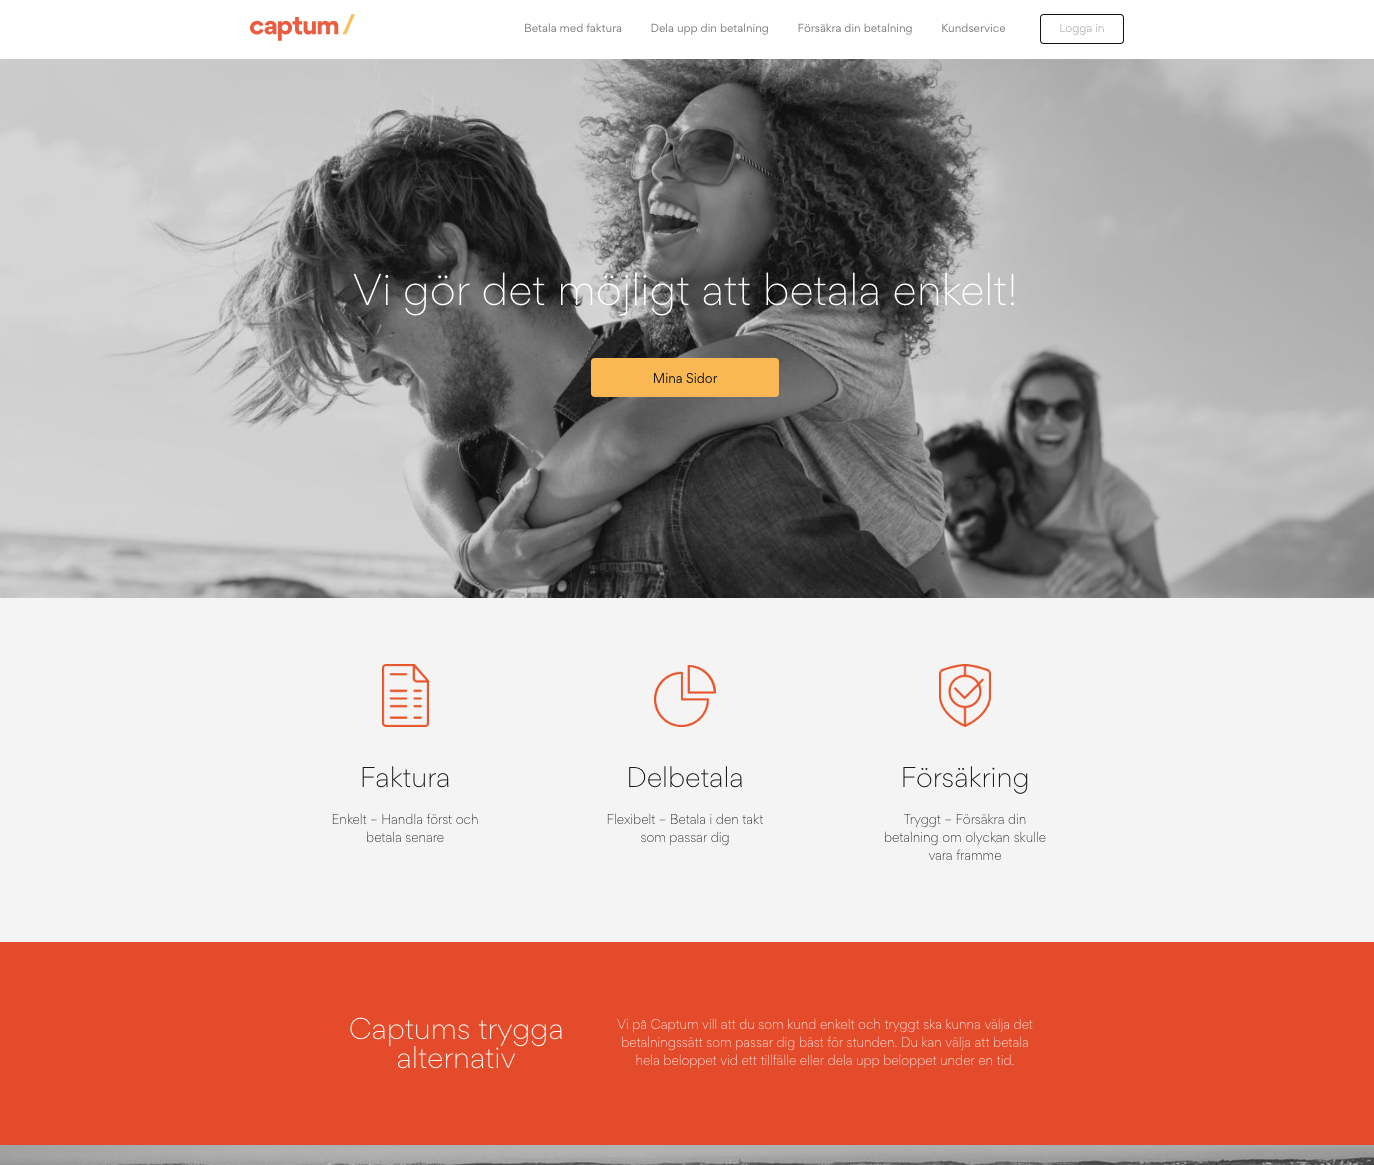 captum
Betala med faktura
Dela upp din betalning
Försäkra din betalning
Kundservice
Logga in
Vi gör det möjligt att betala enkelt!
Mina Sidor
Faktura
Enkelt – Handla först och
betala senare
Delbetala
Flexibelt – Betala i den takt
som passar dig
Försäkring
Tryggt – Försäkra din
betalning om olyckan skulle
vara framme
Captums trygga
alternativ
Vi på Captum vill att du som kund enkelt och tryggt ska kunna välja det
betalningssätt som passar dig bäst för stunden. Du kan välja att betala
hela beloppet vid ett tillfälle eller dela upp beloppet under en tid.